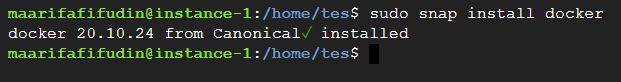 maarifafifudin@instance-1:/home/tes$ sudo snap install docker
docker 20.10.24 from Canonical✓ installed
maarifafifudin@instance-1:/home/tes$